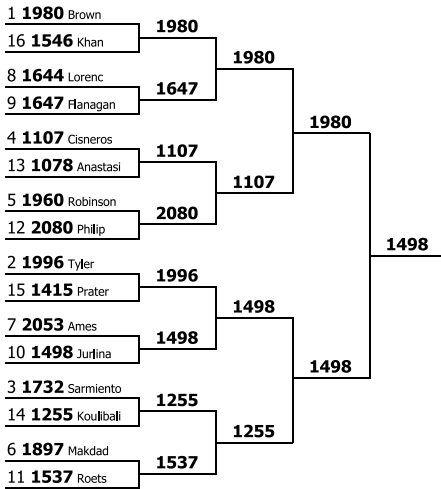 1 1980 Brown
16 1546 Khan
8 1644 Lorenc
9 1647 Flanagan
4 1107 Cisneros
13 1078 Anastasi
5 1960 Robinson
12 2080 Philip
2 1996 Tyler
15 1415 Prater
7 2053 Ames
10 1498 Jurlina
3 1732 Sarmiento
14 1255 Koulibali
6 1897 Makdad
11 1537 Roets
1980
1647
1107
2080
1996
1498
1255
1537
1980
1107
1498
1255
1980
1498
1498